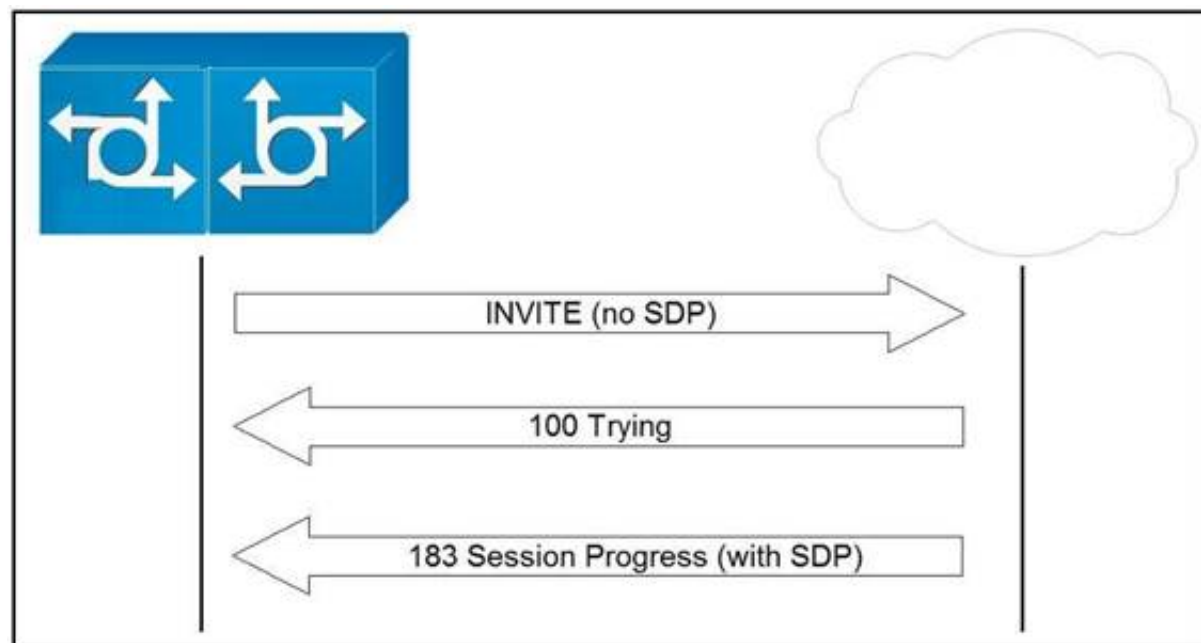 INVITE (no SDP)
100 Trying
183 Session Progress (with SDP)